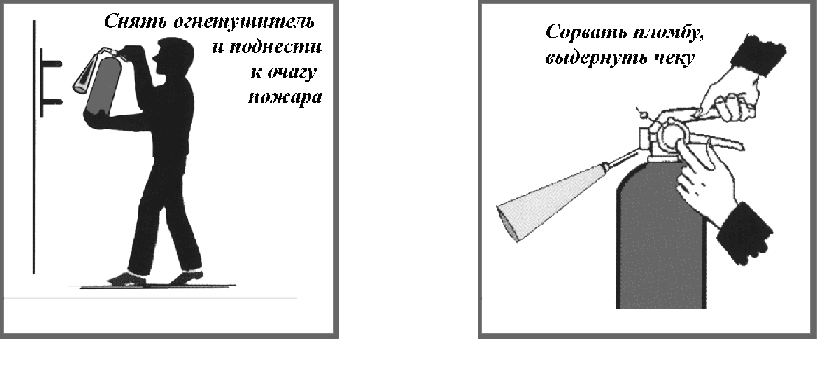 Снять огнетушитель
и поднести
к очагу
пожара
Сорвать пломбу,
выдернуть чеку